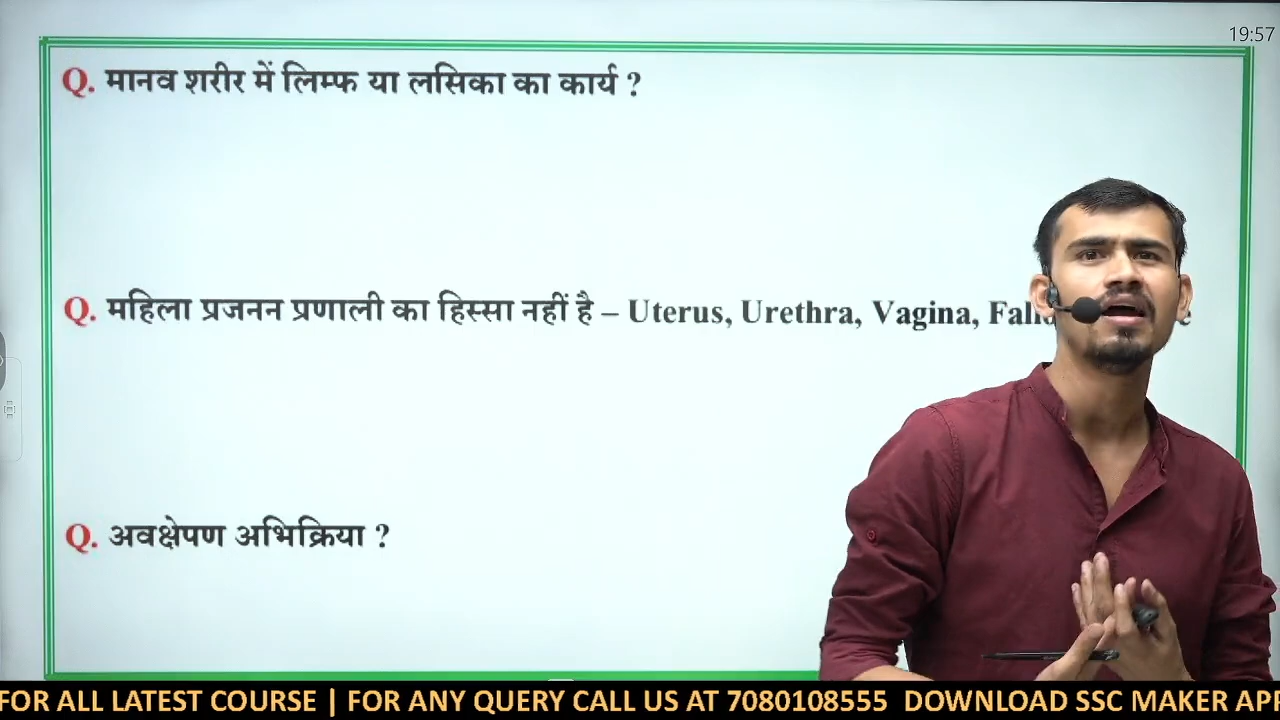 19:57
Q. मानव शरीर में लिम्फ या लसिका का कार्य ?
Q. महिला प्रजनन प्रणाली का हिस्सा नहीं है – Uterus, Urethra, Vagina,
Q. अवक्षेपण अभिक्रिया ?
FOR ALL LATEST COURSE | FOR ANY QUERY CALL US AT 7080108555 DOWNLOAD SSC MAKER